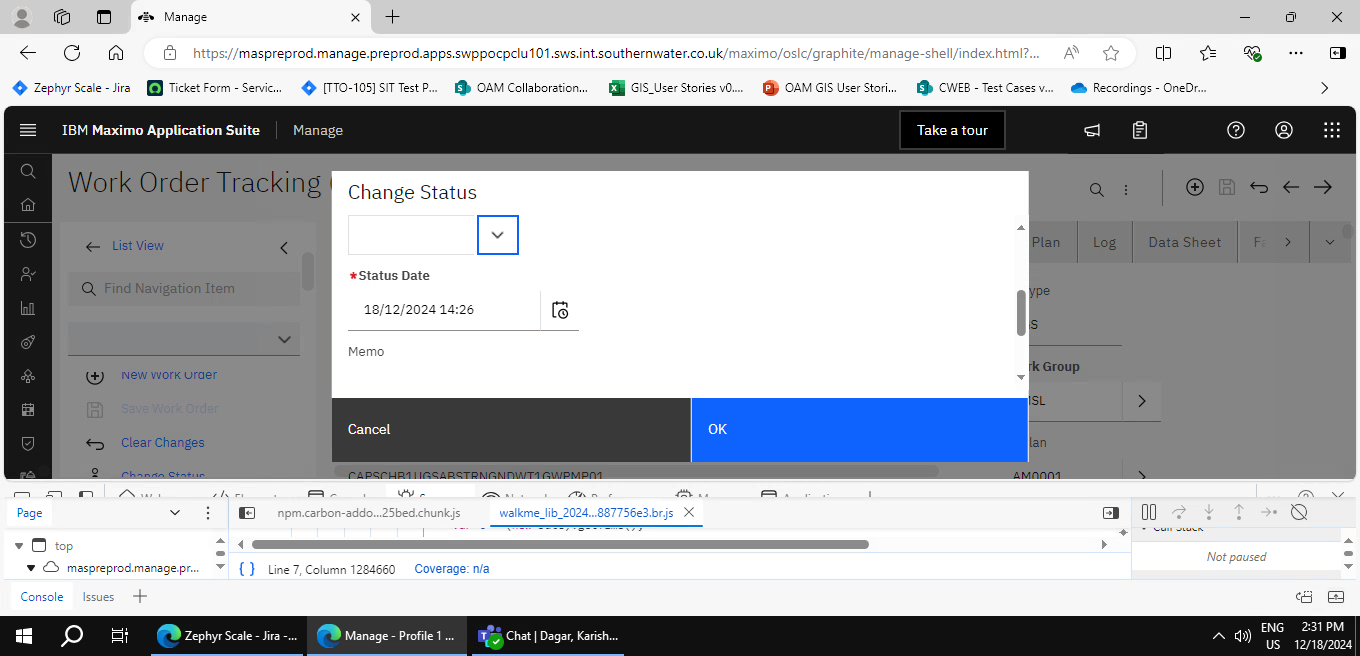 Manage
https://maspreprod.manage.preprod.apps.swppocpclu101.sws.int.southernwater.co.uk/maximo/oslc/graphite/manage-shell/index.html?...
Zephyr Scale - Jira
Ticket Form - Servic...
[TTO-105] SIT Test P...
OAM Collaboration...
GIS_User Stories v0....
OAM GIS User Stori...
CWEB - Test Cases v...
Recordings - OneDr...
IBM Maximo Application Suite
Manage
Take a tour
Work Order Tracking
Change Status
List View
Plan
Log
Data Sheet
Fa
Find Navigation Item
*Status Date
18/12/2024 14:26
Memo
ype
S
rk Group
MSL
lan
AM0001
New Work Order
Save Work Order
Clear Changes
Change Status
Cancel
OK
CAPSCHB1UGSABSTRNGNDWT1GWPMP01
Page
npm.carbon-addo...25bed.chunk.js
walkme_lib_2024...887756e3.br.js
Call Stack
top
Not paused
maspreprod.manage.pr...
{ } Line 7, Column 1284660
Coverage: n/a
Console
Issues
Zephyr Scale - Jira -...
Manage - Profile 1 ...
Chat | Dagar, Karish...
ENG
US
2:31 PM
12/18/2024